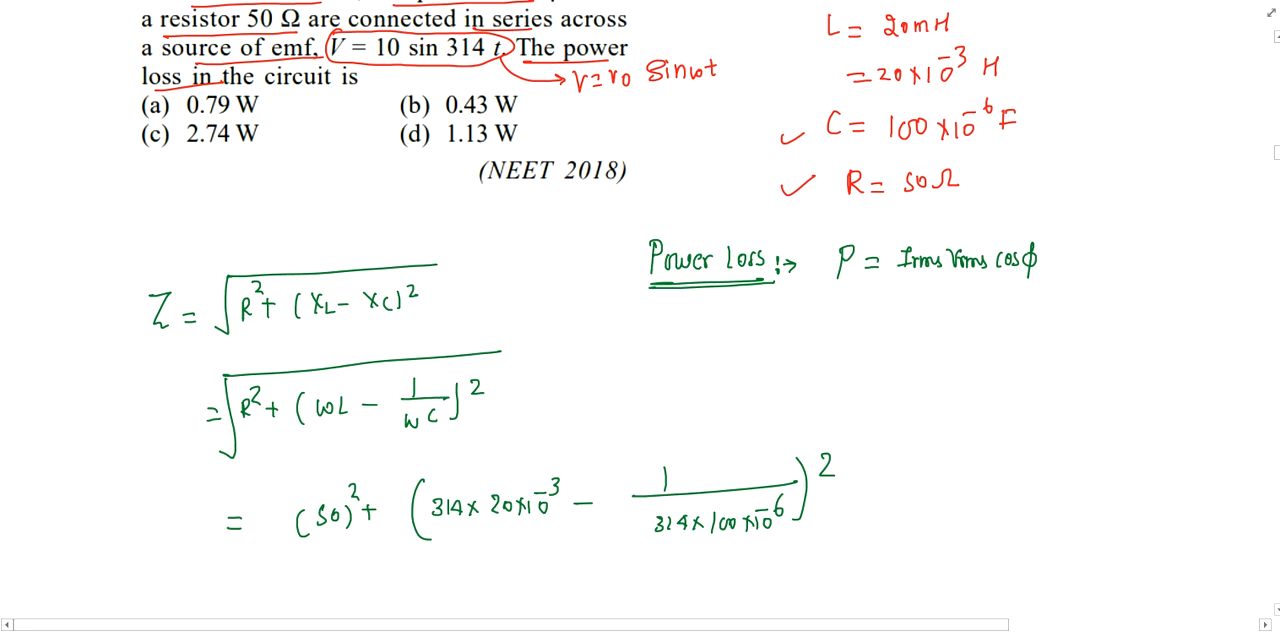 a resistor 50 Ω are connected in series across
a source of emf, V = 10 sin 314 t. The power
loss in the circuit is
(a) 0.79 W (b) 0.43 W
(c) 2.74 W (d) 1.13 W
(NEET 2018)
V=V0 Sinωt
L = 20mH
= 20×10⁻³ H
C = 100×10⁻⁶ F
R = 50Ω
Power Loss :→ P = Irms Vrms cosϕ
Z = √R² + (XL - XC)²
= √R² + (ωL - 1/ωC)²
= (50)² + (314×20×10⁻³ - 1/314×100×10⁻⁶)²